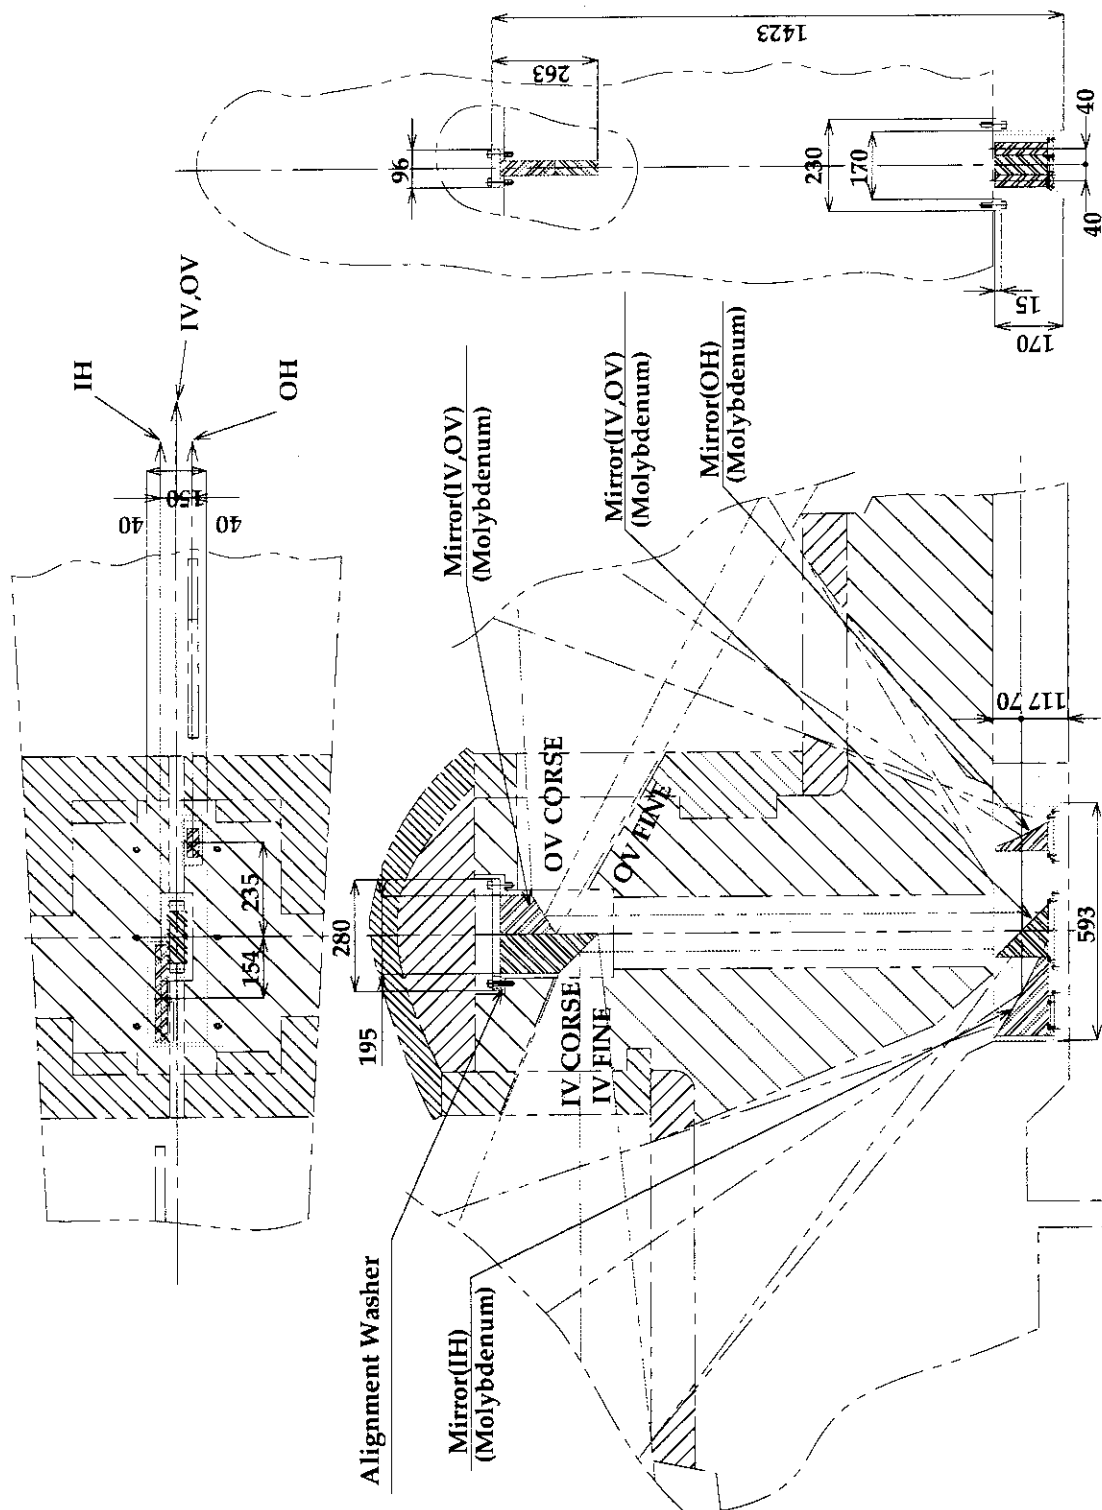 1423
263
96
230
170
40
40
15
170
IV,OV
IH
OH
150
40
40
Mirror(IV,OV)
(Molybdenum)
Mirror(IV,OV)
(Molybdenum)
Mirror(OH)
(Molybdenum)
235
154
280
195
OV CORSE
OV FINE
IV CORSE
IV FINE
117.70
593
Alignment Washer
Mirror(IH)
(Molybdenum)